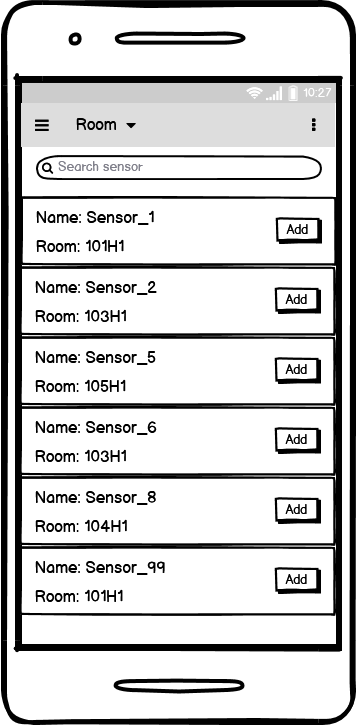 10:27
Room
Search sensor
Name: Sensor_1
Room: 101H1
Add
Name: Sensor_2
Room: 103H1
Add
Name: Sensor_5
Room: 105H1
Add
Name: Sensor_6
Room: 103H1
Add
Name: Sensor_8
Room: 104H1
Add
Name: Sensor_99
Room: 101H1
Add